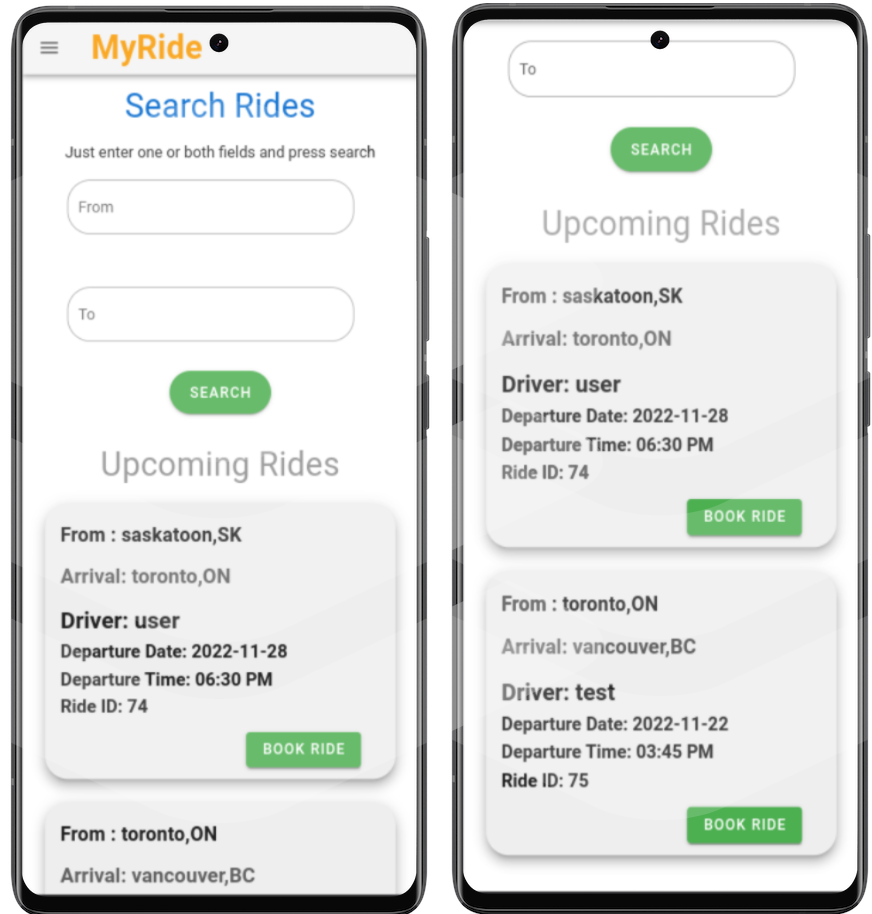 MyRide
Search Rides
Just enter one or both fields and press search
From
To
SEARCH
Upcoming Rides
From : saskatoon,SK
Arrival: toronto,ON
Driver: user
Departure Date: 2022-11-28
Departure Time: 06:30 PM
Ride ID: 74
BOOK RIDE
From : toronto,ON
Arrival: vancouver,BC
To
SEARCH
Upcoming Rides
From : saskatoon,SK
Arrival: toronto,ON
Driver: user
Departure Date: 2022-11-28
Departure Time: 06:30 PM
Ride ID: 74
BOOK RIDE
From : toronto,ON
Arrival: vancouver,BC
Driver: test
Departure Date: 2022-11-22
Departure Time: 03:45 PM
Ride ID: 75
BOOK RIDE